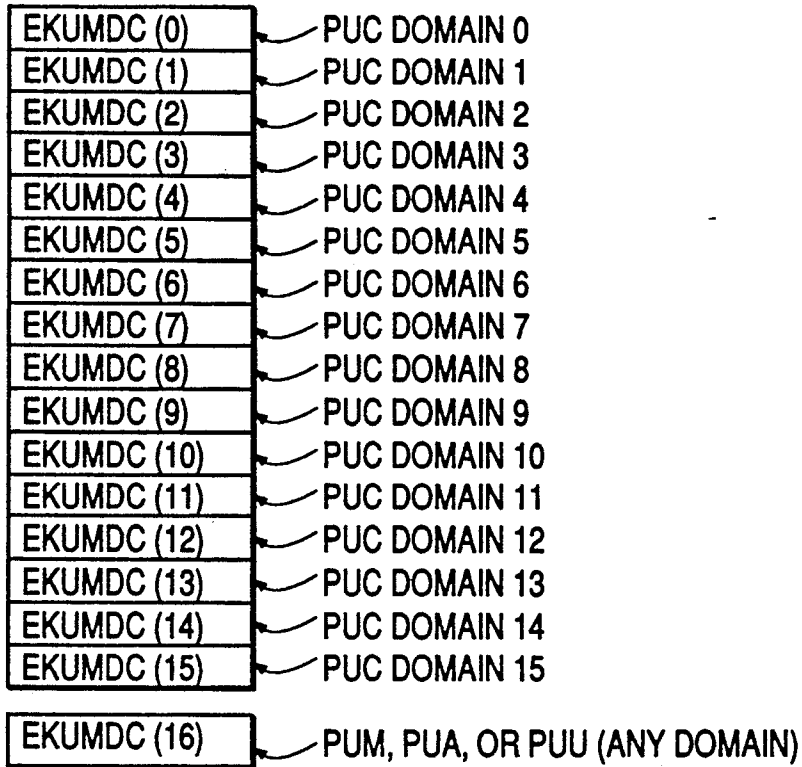 EKUMDC (0) PUC DOMAIN 0
EKUMDC (1) PUC DOMAIN 1
EKUMDC (2) PUC DOMAIN 2
EKUMDC (3) PUC DOMAIN 3
EKUMDC (4) PUC DOMAIN 4
EKUMDC (5) PUC DOMAIN 5
EKUMDC (6) PUC DOMAIN 6
EKUMDC (7) PUC DOMAIN 7
EKUMDC (8) PUC DOMAIN 8
EKUMDC (9) PUC DOMAIN 9
EKUMDC (10) PUC DOMAIN 10
EKUMDC (11) PUC DOMAIN 11
EKUMDC (12) PUC DOMAIN 12
EKUMDC (13) PUC DOMAIN 13
EKUMDC (14) PUC DOMAIN 14
EKUMDC (15) PUC DOMAIN 15
EKUMDC (16) PUM, PUA, OR PUU (ANY DOMAIN)